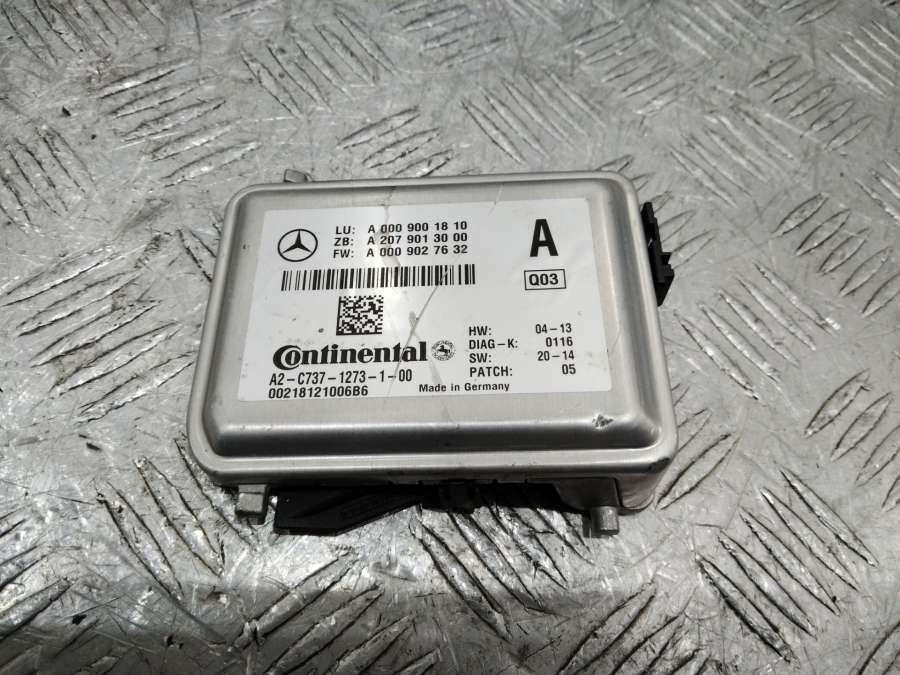 LU: A 000 900 18 10
ZB: A 207 901 30 00
FW: A 000 902 76 32
A
Q03
Continental
A2-C737-1273-1-00
00218121006B6
HW: 04-13
DIAG-K: 0116
SW: 20-14
PATCH: 05
Made in Germany